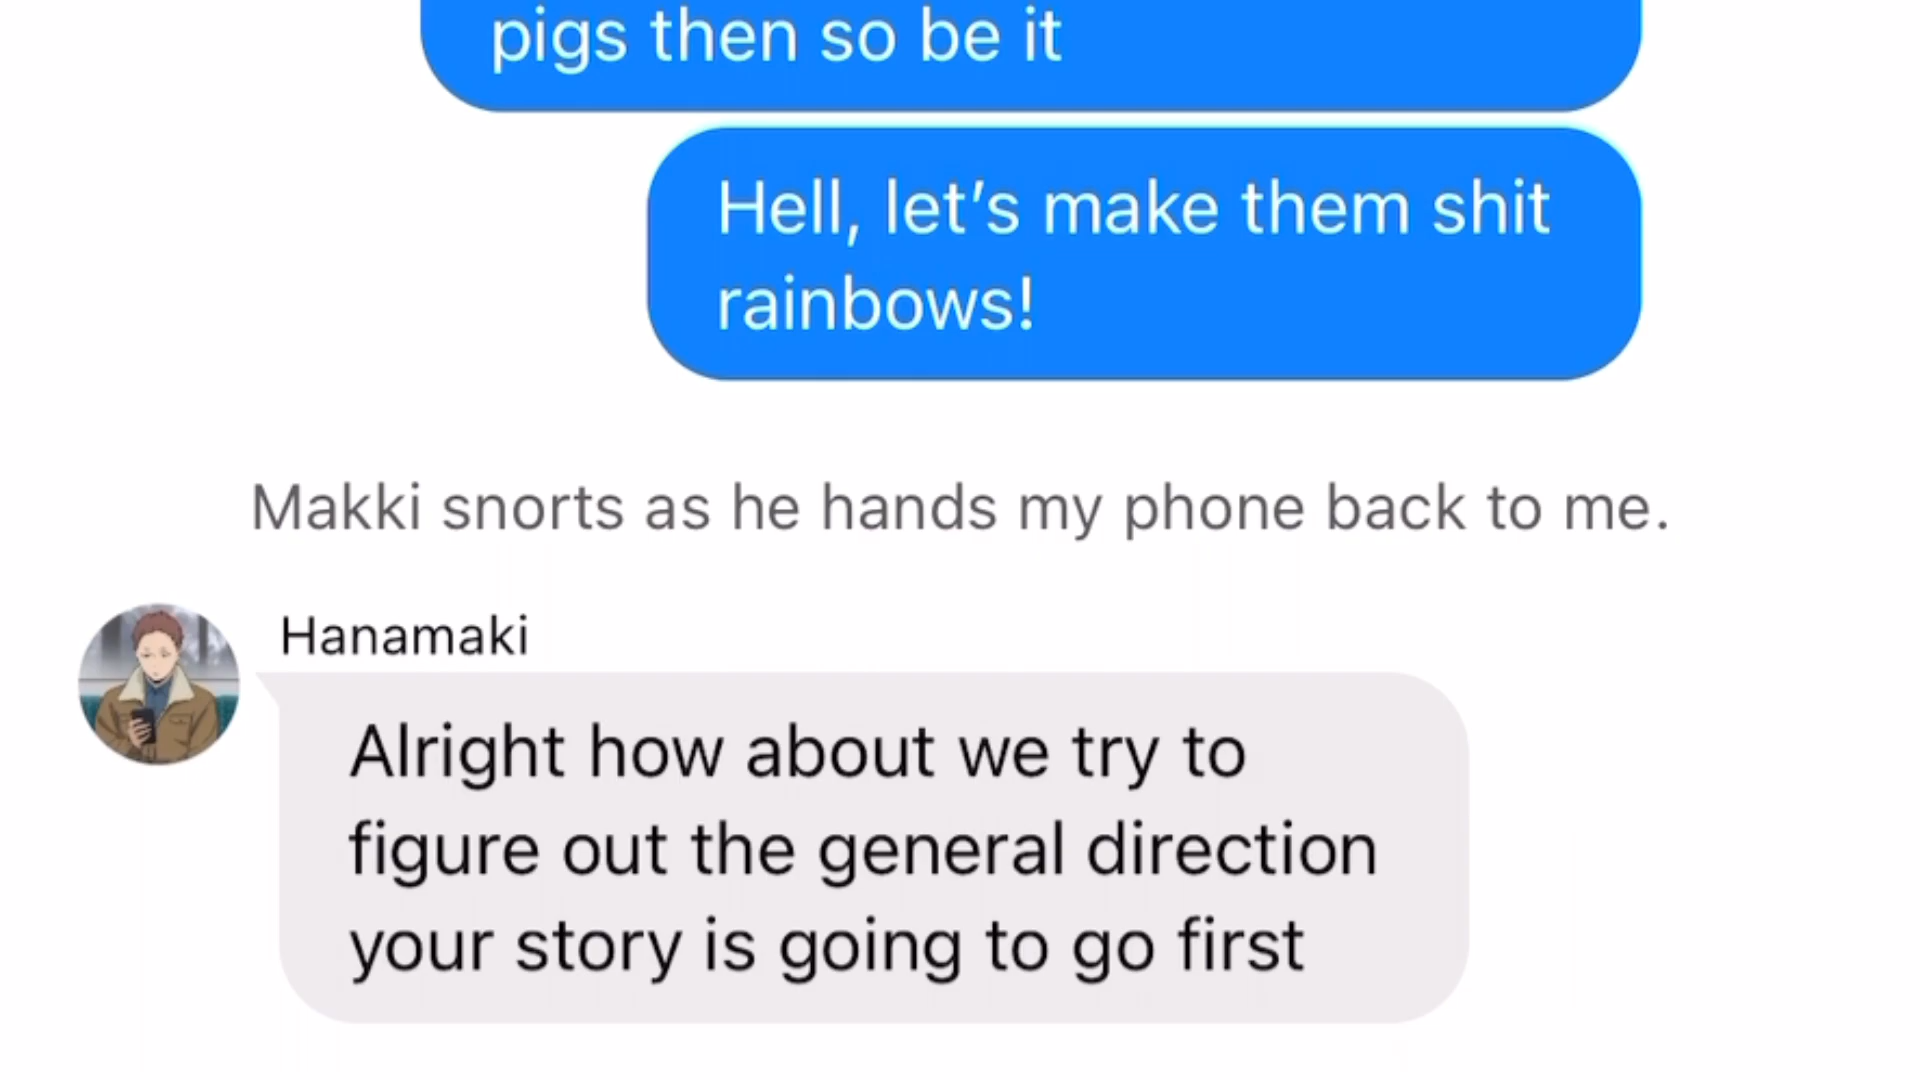 pigs then so be it
Hell, let’s make them shit
rainbows!
Makki snorts as he hands my phone back to me.
Hanamaki
Alright how about we try to
figure out the general direction
your story is going to go first